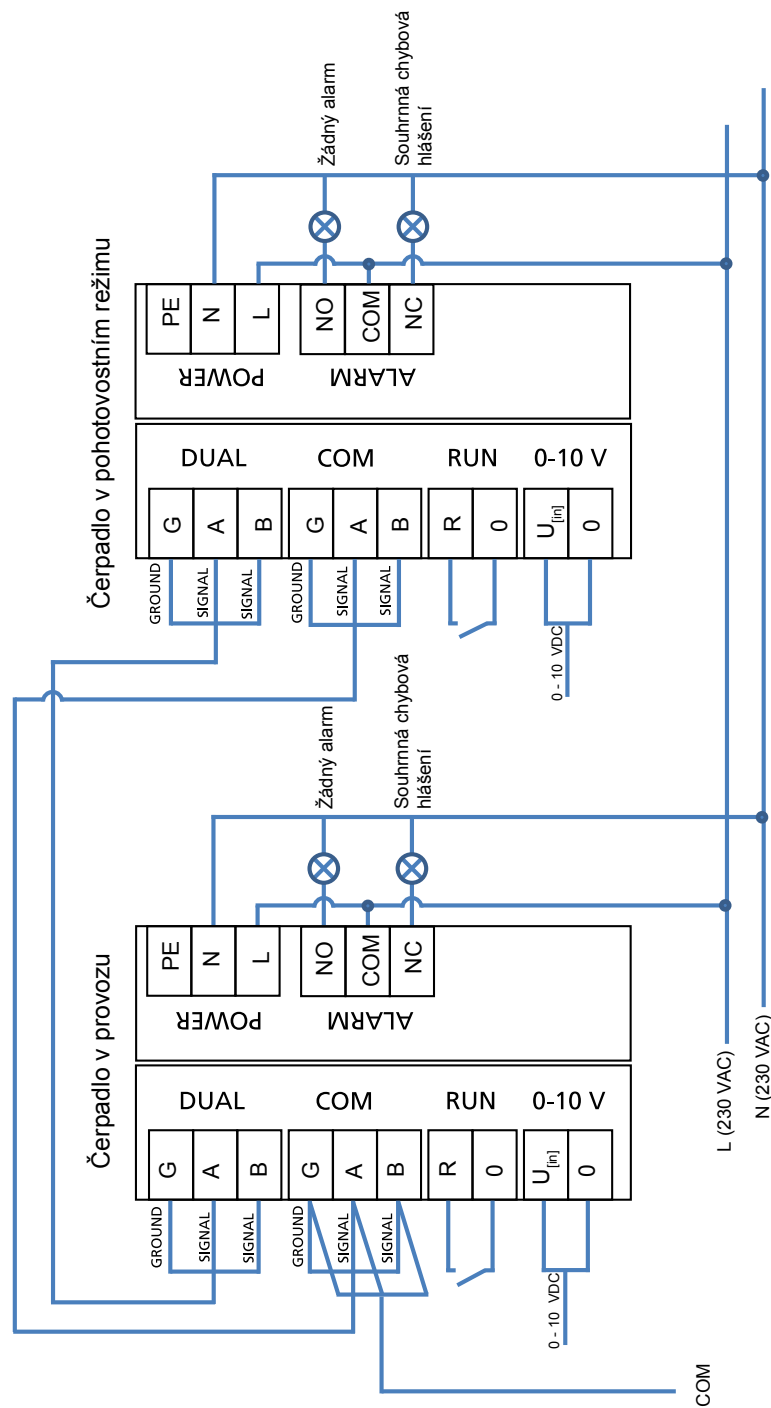 Čerpadlo v provozu
GROUND
SIGNAL
SIGNAL
G
A
B
DUAL
GROUND
SIGNAL
SIGNAL
G
A
B
COM
R
0
RUN
U[in]
0
0-10 V
0 - 10 VDC
POWER
PE
N
L
ALARM
NO
COM
NC
Žádný alarm
Souhrnná chybová
hlášení
Čerpadlo v pohotovostním režimu
GROUND
SIGNAL
SIGNAL
G
A
B
DUAL
GROUND
SIGNAL
SIGNAL
G
A
B
COM
R
0
RUN
U[in]
0
0-10 V
0 - 10 VDC
POWER
PE
N
L
ALARM
NO
COM
NC
Žádný alarm
Souhrnná chybová
hlášení
COM
L (230 VAC)
N (230 VAC)